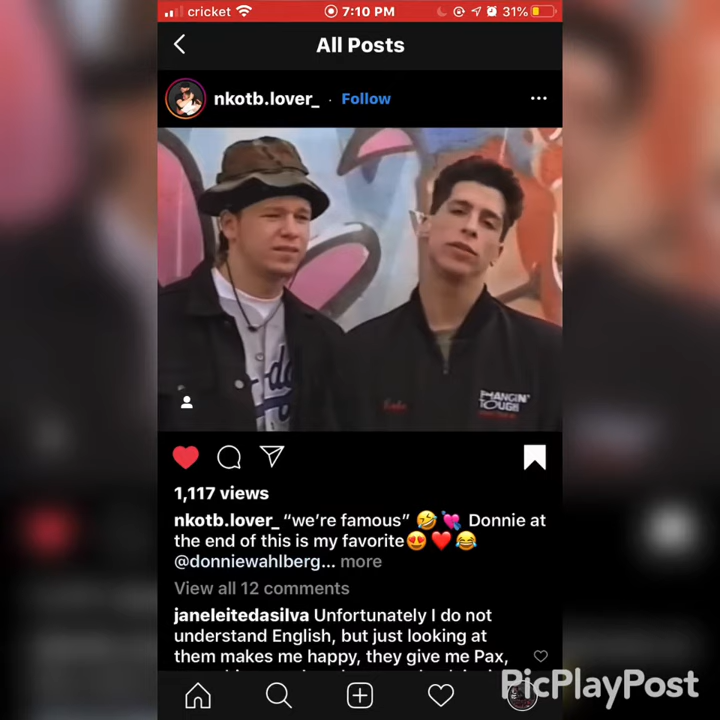 cricket 7:10 PM 31%
All Posts
nkotb.lover_ · Follow
HANGIN'
TOUGH
1,117 views
nkotb.lover_ “we’re famous” 🤣💘 Donnie at
the end of this is my favorite😍❤️😂
@donniewahlberg... more
View all 12 comments
janeleitedasilva Unfortunately I do not
understand English, but just looking at
them makes me happy, they give me Pax,
PicPlayPost